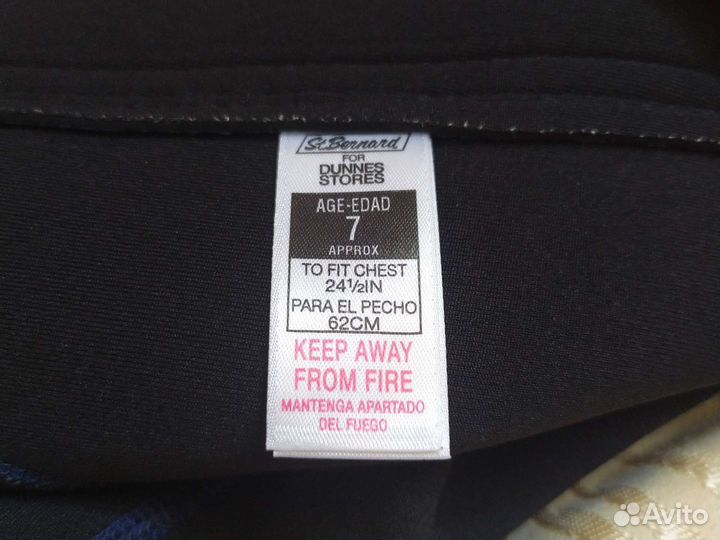 St.Bernard
FOR
DUNNES
STORES
AGE-EDAD
7
APPROX
TO FIT CHEST
24½IN
PARA EL PECHO
62CM
KEEP AWAY
FROM FIRE
MANTENGA APARTADO
DEL FUEGO
Avito